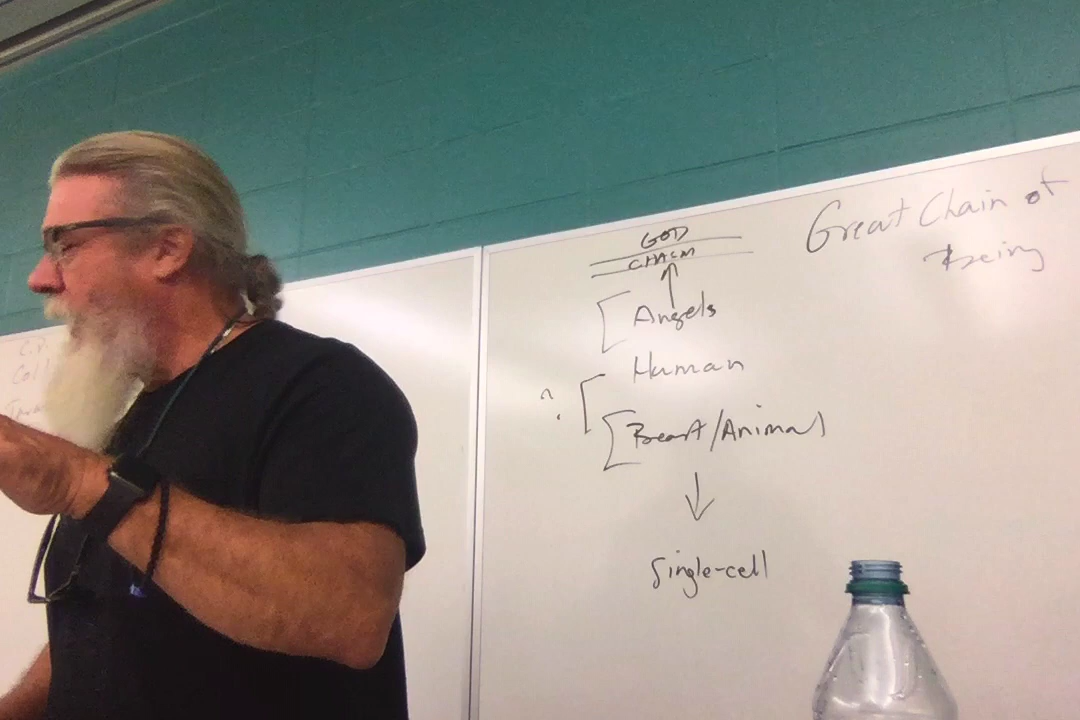 Great Chain of
Being
GOD
CHASM
Angels
Human
?
Beast/Animal
Single-cell